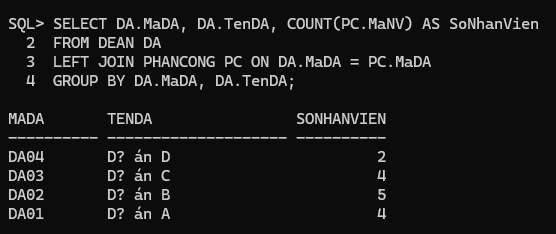 SQL> SELECT DA.MaDA, DA.TenDA, COUNT(PC.MaNV) AS SoNhanVien
  2  FROM DEAN DA
  3  LEFT JOIN PHANCONG PC ON DA.MaDA = PC.MaDA
  4  GROUP BY DA.MaDA, DA.TenDA;

MADA       TENDA                SONHANVIEN
---------- -------------------- ----------
DA04       D? án D                       2
DA03       D? án C                       4
DA02       D? án B                       5
DA01       D? án A                       4